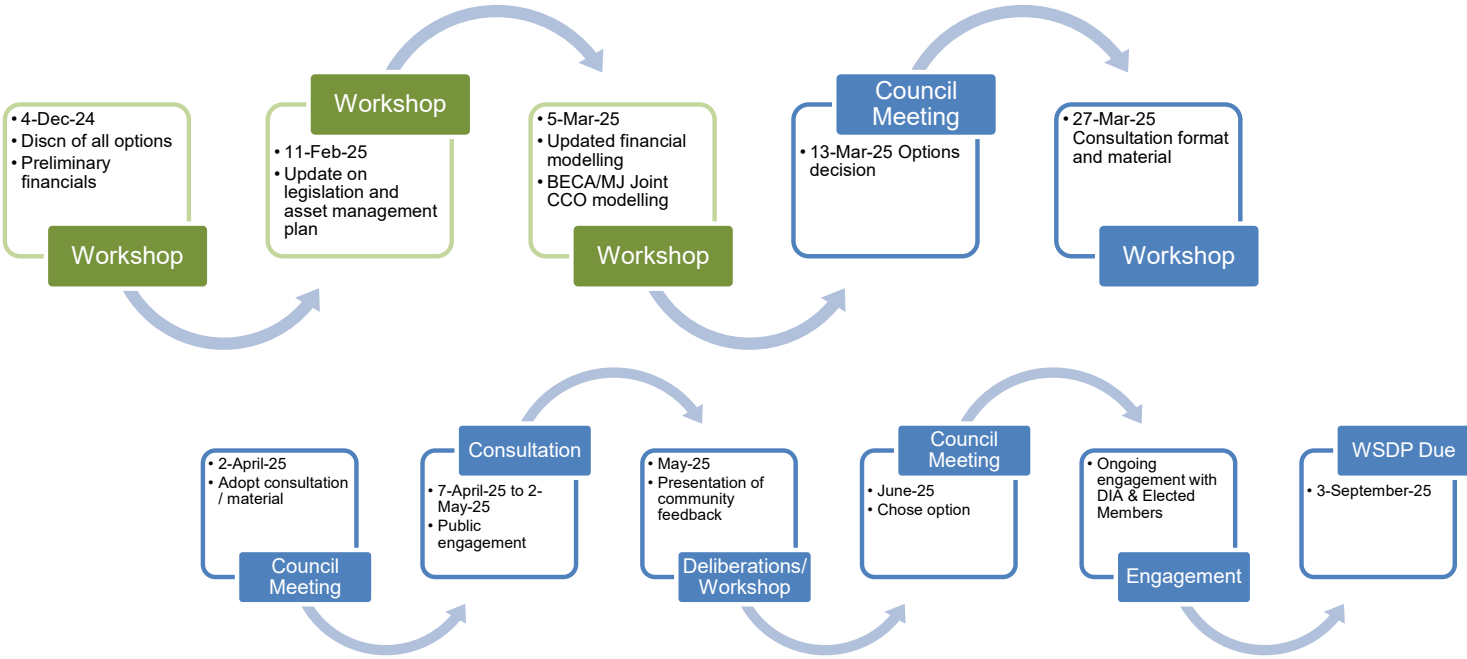 • 4-Dec-24
• Discn of all options
• Preliminary
financials
Workshop
Workshop
• 11-Feb-25
• Update on
legislation and
asset management
plan
• 5-Mar-25
• Updated financial
modelling
• BECA/MJ Joint
CCO modelling
Workshop
Council
Meeting
• 13-Mar-25 Options
decision
• 27-Mar-25
Consultation format
and material
Workshop
• 2-April-25
• Adopt consultation
/ material
Council
Meeting
Consultation
• 7-April-25 to 2-
May-25
• Public
engagement
• May-25
• Presentation of
community
feedback
Deliberations/
Workshop
Council
Meeting
• June-25
• Chose option
• Ongoing
engagement with
DIA & Elected
Members
Engagement
WSDP Due
• 3-September-25